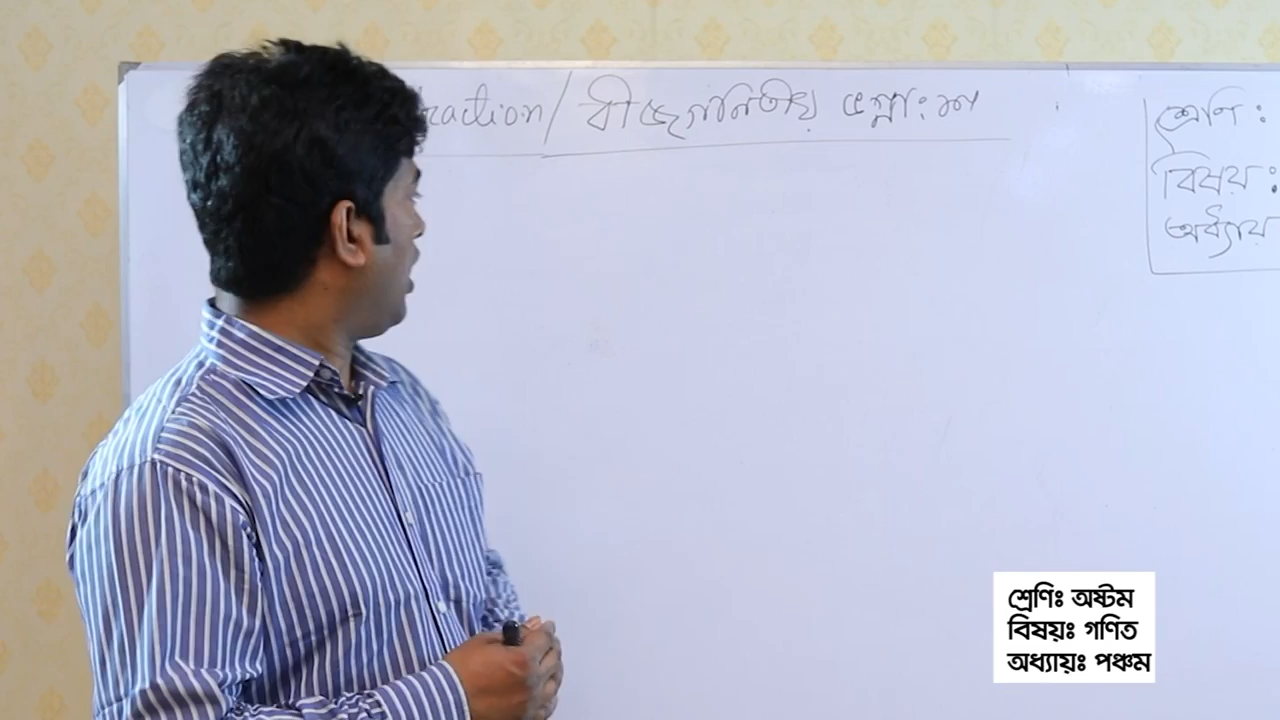 raction/বীজগানিতীয় ভগ্নাংশ
শ্রেণি:
বিষয়:
অধ্যায়
শ্রেণিঃ অষ্টম
বিষয়ঃ গণিত
অধ্যায়ঃ পঞ্চম